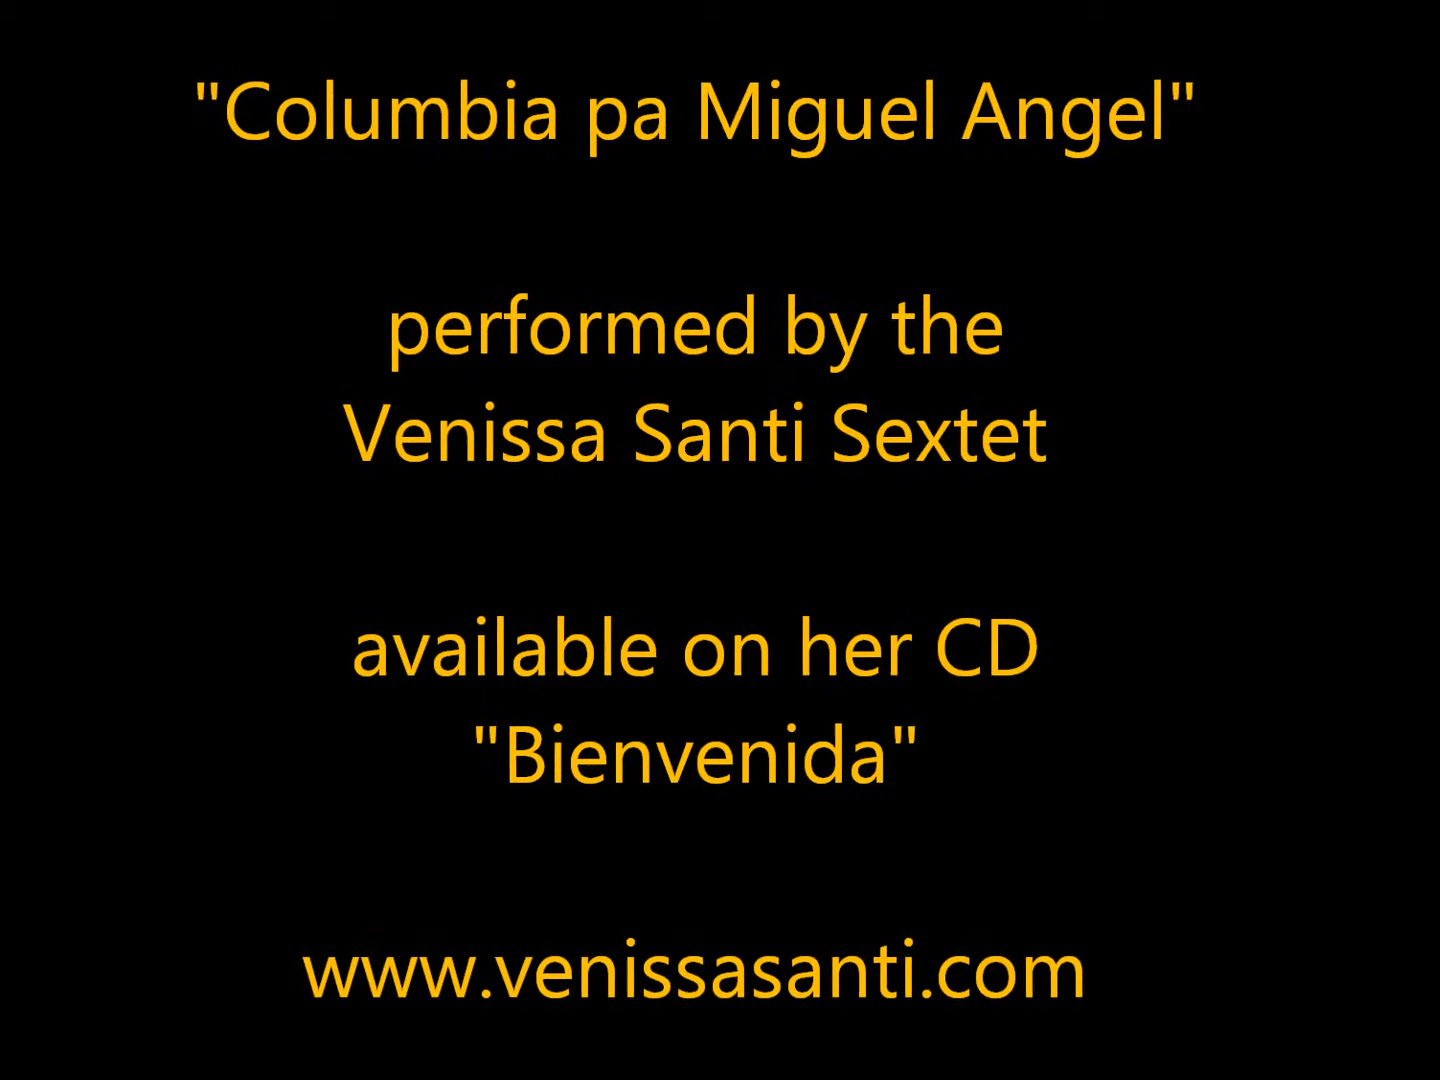 "Columbia pa Miguel Angel"
performed by the
Venissa Santi Sextet
available on her CD
"Bienvenida"
www.venissasanti.com